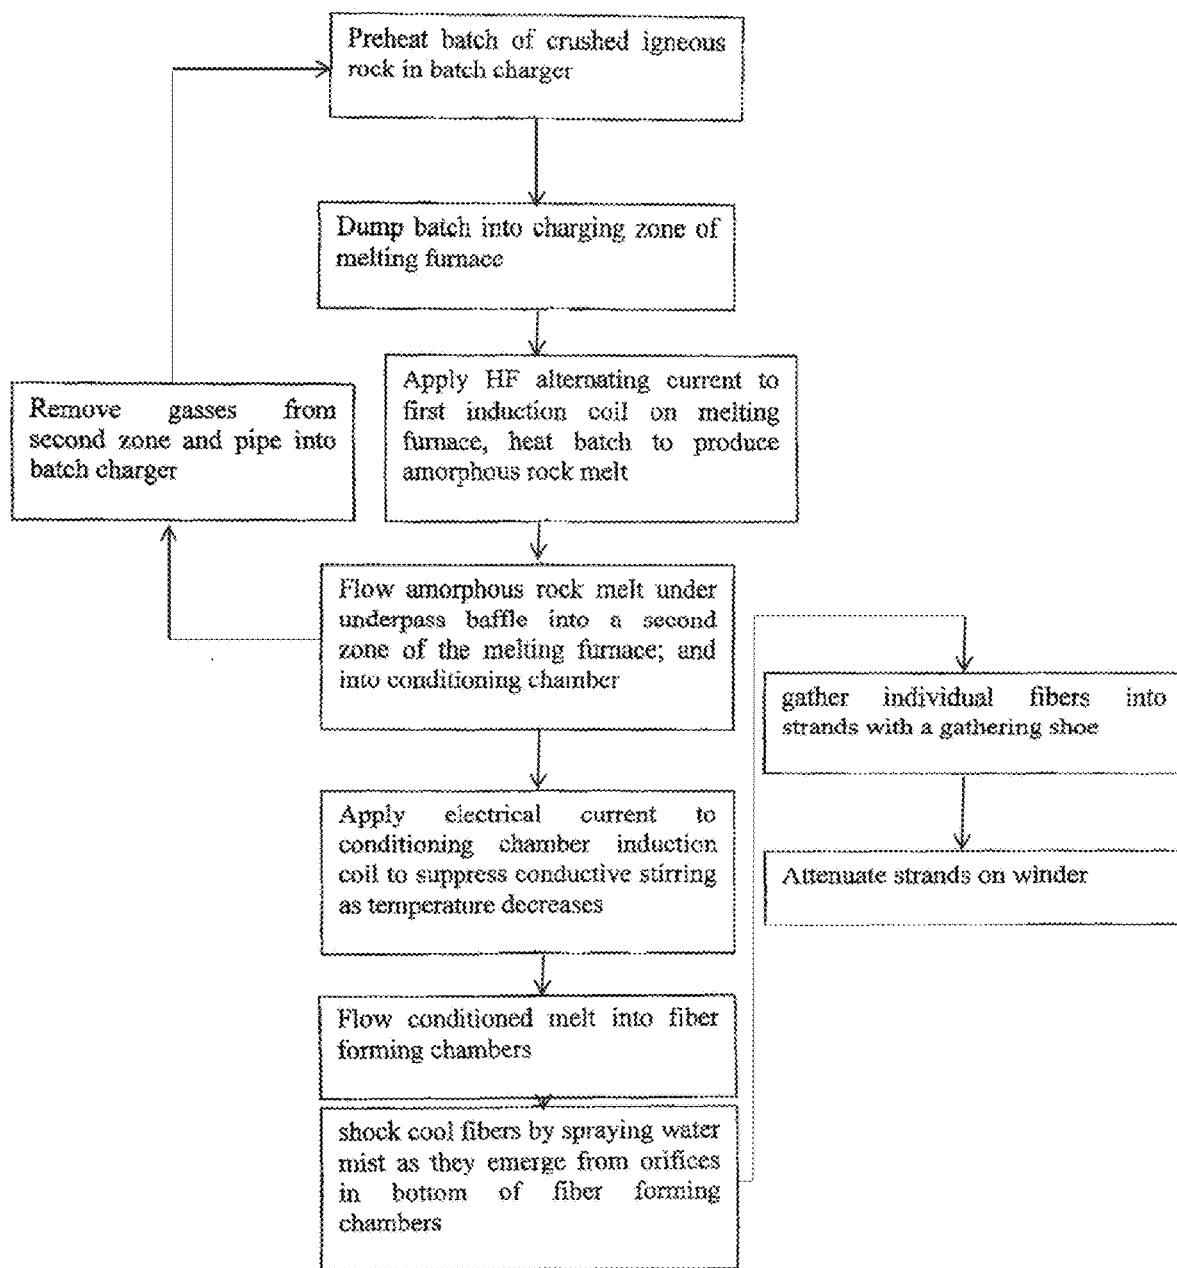 Preheat batch of crushed igneous
rock in batch charger
Dump batch into charging zone of
melting furnace
Apply HF alternating current to
first induction coil on melting
furnace, heat batch to produce
amorphous rock melt
Remove gasses from
second zone and pipe into
batch charger
Flow amorphous rock melt under
underpass baffle into a second
zone of the melting furnace; and
into conditioning chamber
Apply electrical current to
conditioning chamber induction
coil to suppress conductive stirring
as temperature decreases
Flow conditioned melt into fiber
forming chambers
shock cool fibers by spraying water
mist as they emerge from orifices
in bottom of fiber forming
chambers
gather individual fibers into
strands with a gathering shoe
Attenuate strands on winder